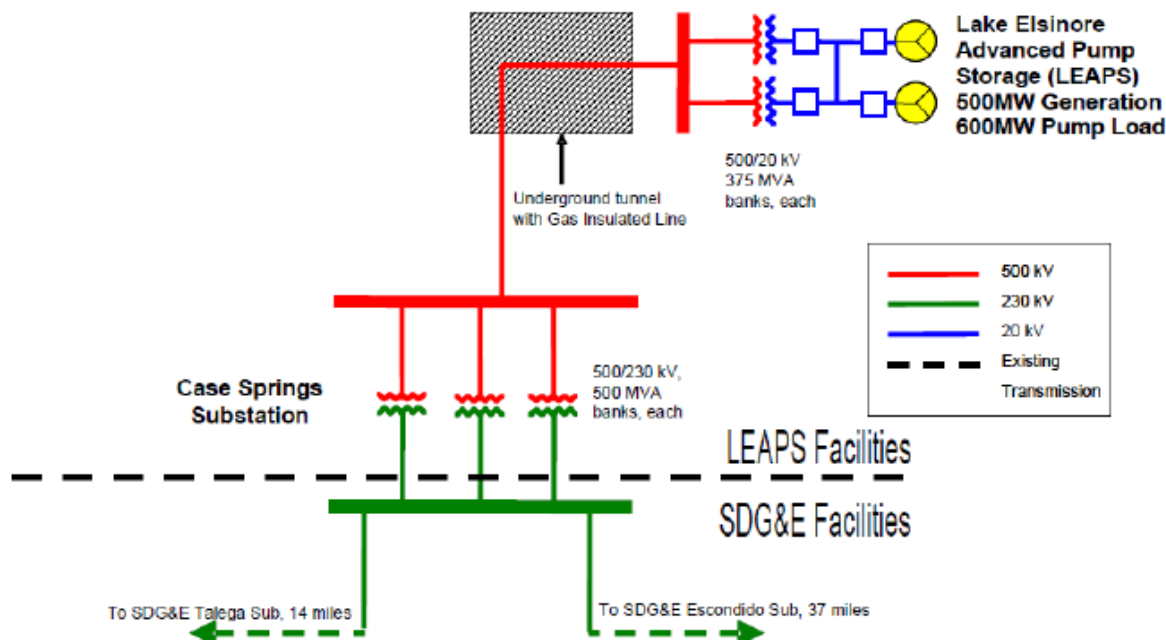 Lake Elsinore
Advanced Pump
Storage (LEAPS)
500MW Generation
600MW Pump Load
500/20 kV
375 MVA
banks, each
Underground tunnel
with Gas Insulated Line
500 kV
230 kV
20 kV
Existing
Transmission
500/230 kV,
500 MVA
banks, each
Case Springs
Substation
LEAPS Facilities
SDG&E Facilities
To SDG&E Talega Sub, 14 miles
To SDG&E Escondido Sub, 37 miles